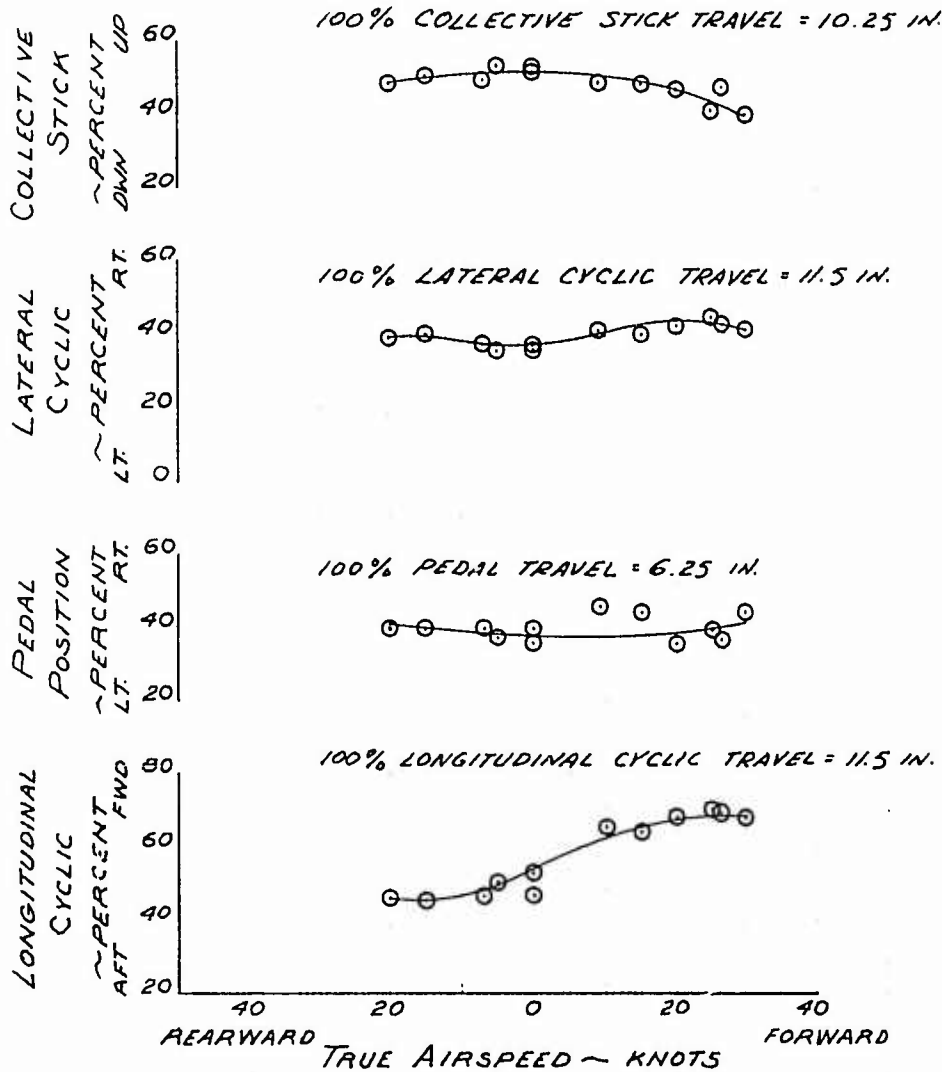 100% COLLECTIVE STICK TRAVEL = 10.25 IN.
COLLECTIVE
STICK
~PERCENT
DWN UP
60
40
20
100% LATERAL CYCLIC TRAVEL = 11.5 IN.
LATERAL
CYCLIC
~PERCENT
LT. RT.
60
40
20
0
100% PEDAL TRAVEL = 6.25 IN.
PEDAL
POSITION
~PERCENT
LT. RT.
60
40
20
100% LONGITUDINAL CYCLIC TRAVEL = 11.5 IN.
LONGITUDINAL
CYCLIC
~PERCENT
AFT FWD
80
60
40
20
40 20 0 20 40
REARWARD FORWARD
TRUE AIRSPEED ~ KNOTS